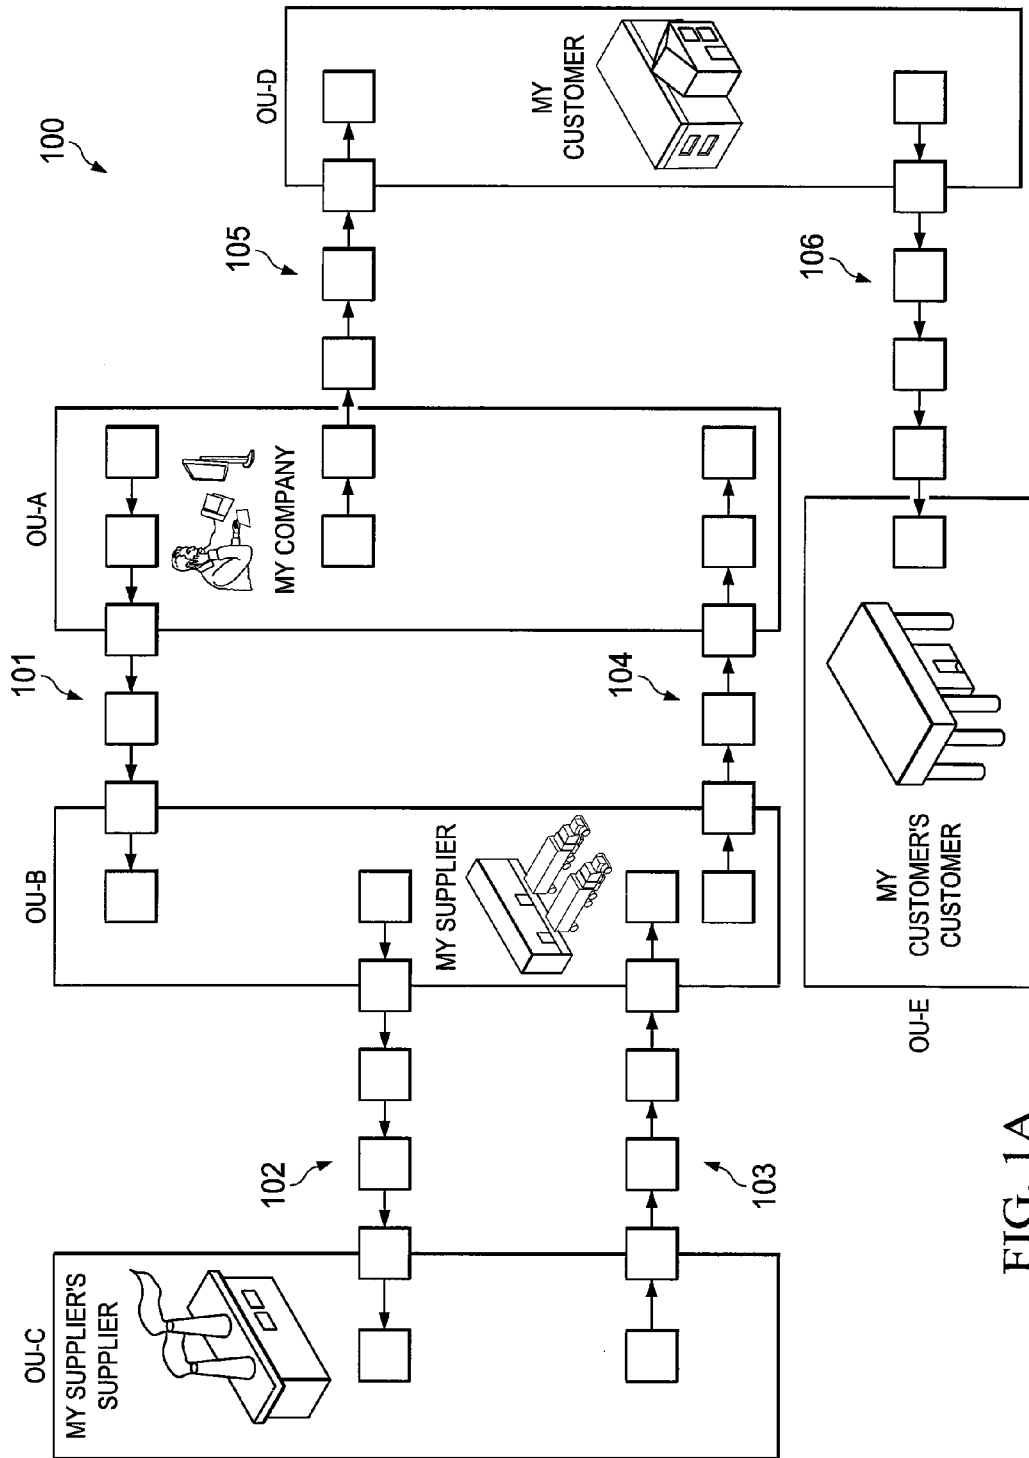 100
OU-C
MY SUPPLIER'S
SUPPLIER
OU-B
101
OU-A
105
OU-D
MY COMPANY
102
MY SUPPLIER
103
104
MY
CUSTOMER
106
OU-E
MY
CUSTOMER'S
CUSTOMER
FIG. 1A